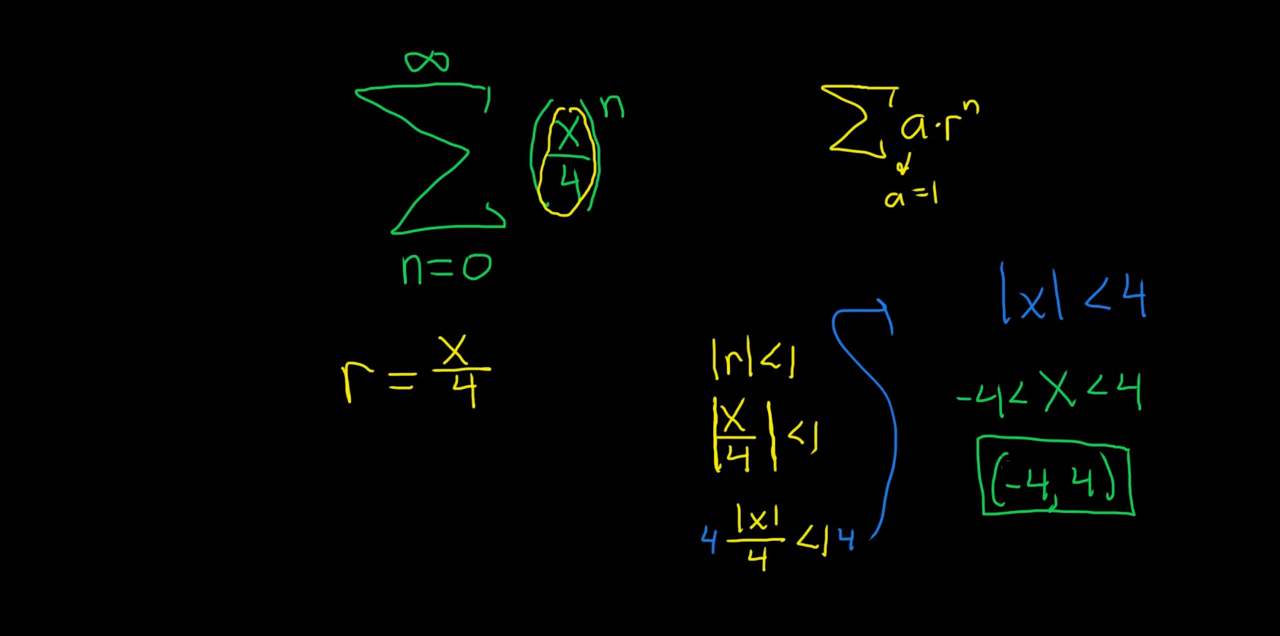 ∞
∑ (x/4)^n
n=0
∑ a·r^n
a=1
r = x/4
|r|<1
|x/4| <1
4 |x|/4 <1 4
|x| <4
-4< x <4
(-4, 4)